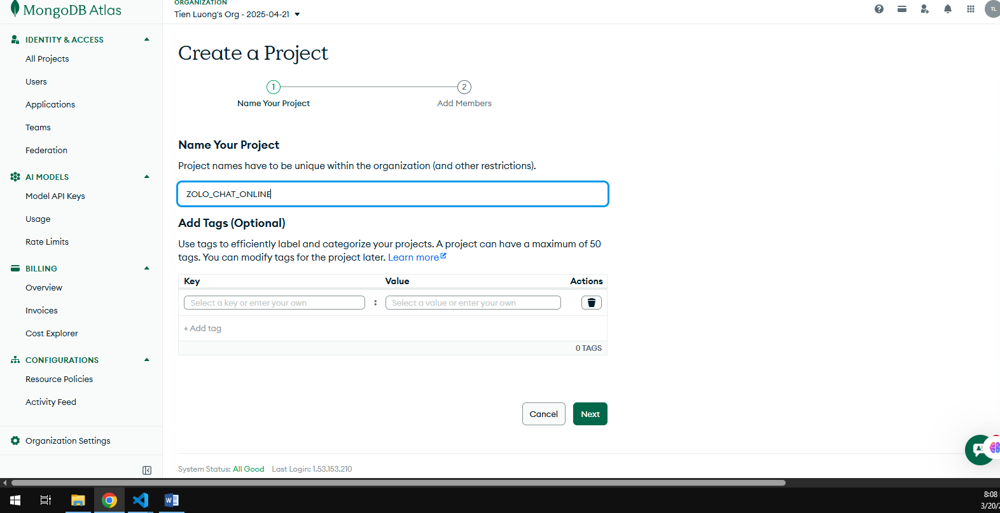 MongoDB Atlas
ORGANIZATION
Tien Luong's Org - 2025-04-21
TL
IDENTITY & ACCESS
All Projects
Users
Applications
Teams
Federation
AI MODELS
Model API Keys
Usage
Rate Limits
BILLING
Overview
Invoices
Cost Explorer
CONFIGURATIONS
Resource Policies
Activity Feed
Organization Settings
Create a Project
1
2
Name Your Project
Add Members
Name Your Project
Project names have to be unique within the organization (and other restrictions).
ZOLO_CHAT_ONLINE
Add Tags (Optional)
Use tags to efficiently label and categorize your projects. A project can have a maximum of 50
tags. You can modify tags for the project later. Learn more
Key Value Actions
Select a key or enter your own : Select a value or enter your own
+ Add tag
0 TAGS
Cancel Next
System Status: All Good Last Login: 1.53.153.210
8:08
3/20/2